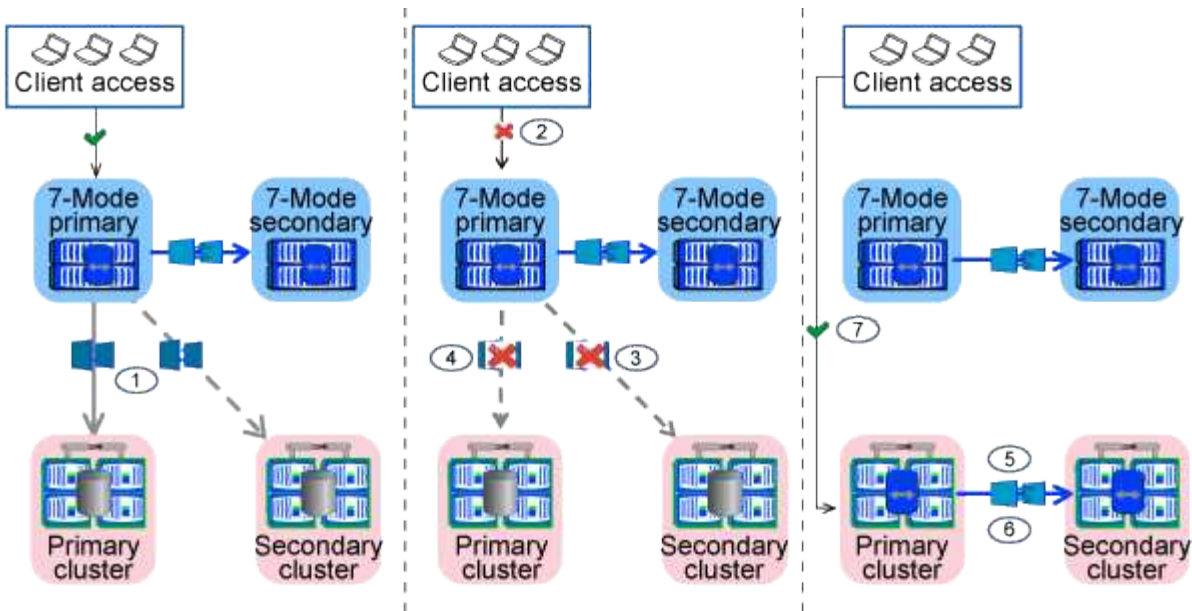 Client access
7-Mode
primary
7-Mode
secondary
1
Primary
cluster
Secondary
cluster
Client access
2
7-Mode
primary
7-Mode
secondary
4
3
Primary
cluster
Secondary
cluster
Client access
7-Mode
primary
7-Mode
secondary
7
5
6
Primary
cluster
Secondary
cluster